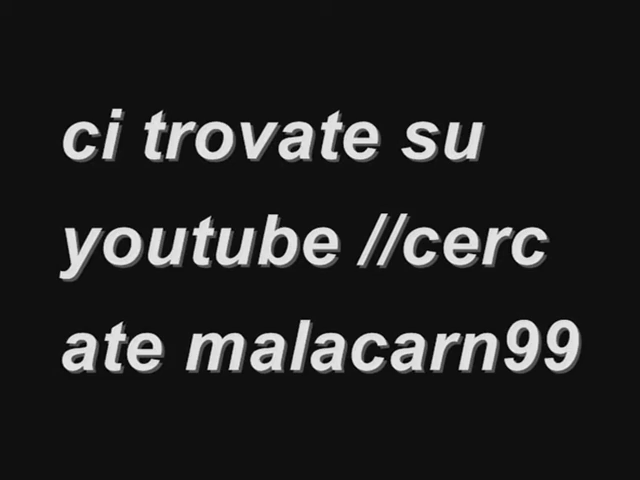 ci trovate su
youtube //cerc
ate malacarn99